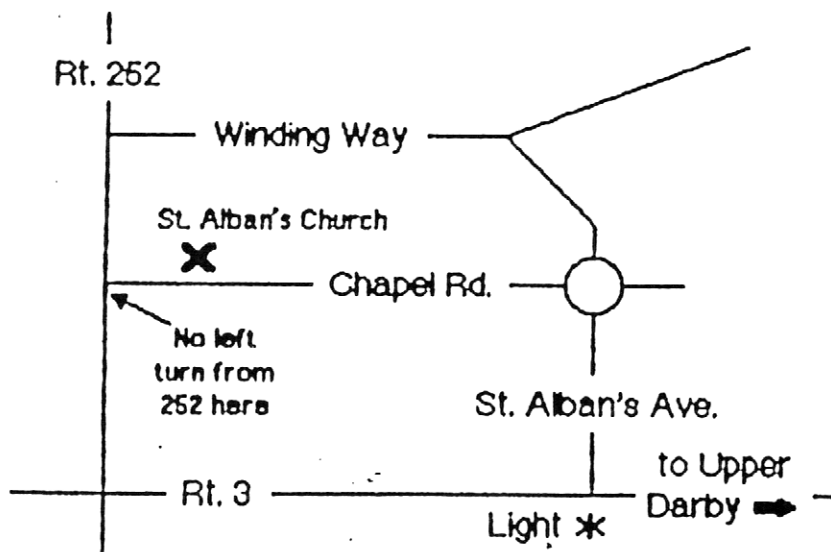 Rt. 252
Winding Way
St. Alban's Church
Chapel Rd.
No left
turn from
252 here
St. Alban's Ave.
to Upper
Darby
Rt. 3
Light